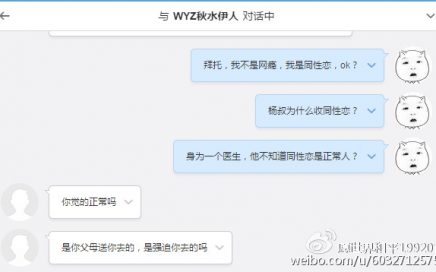 与 WYZ秋水伊人 对话中
拜托，我不是网瘾，我是同性恋，ok？
杨叔为什么收同性恋？
身为一个医生，他不知道同性恋是正常人？
你觉的正常吗
是你父母送你去的，是强迫你去的吗
weibo.com/u/6032712575